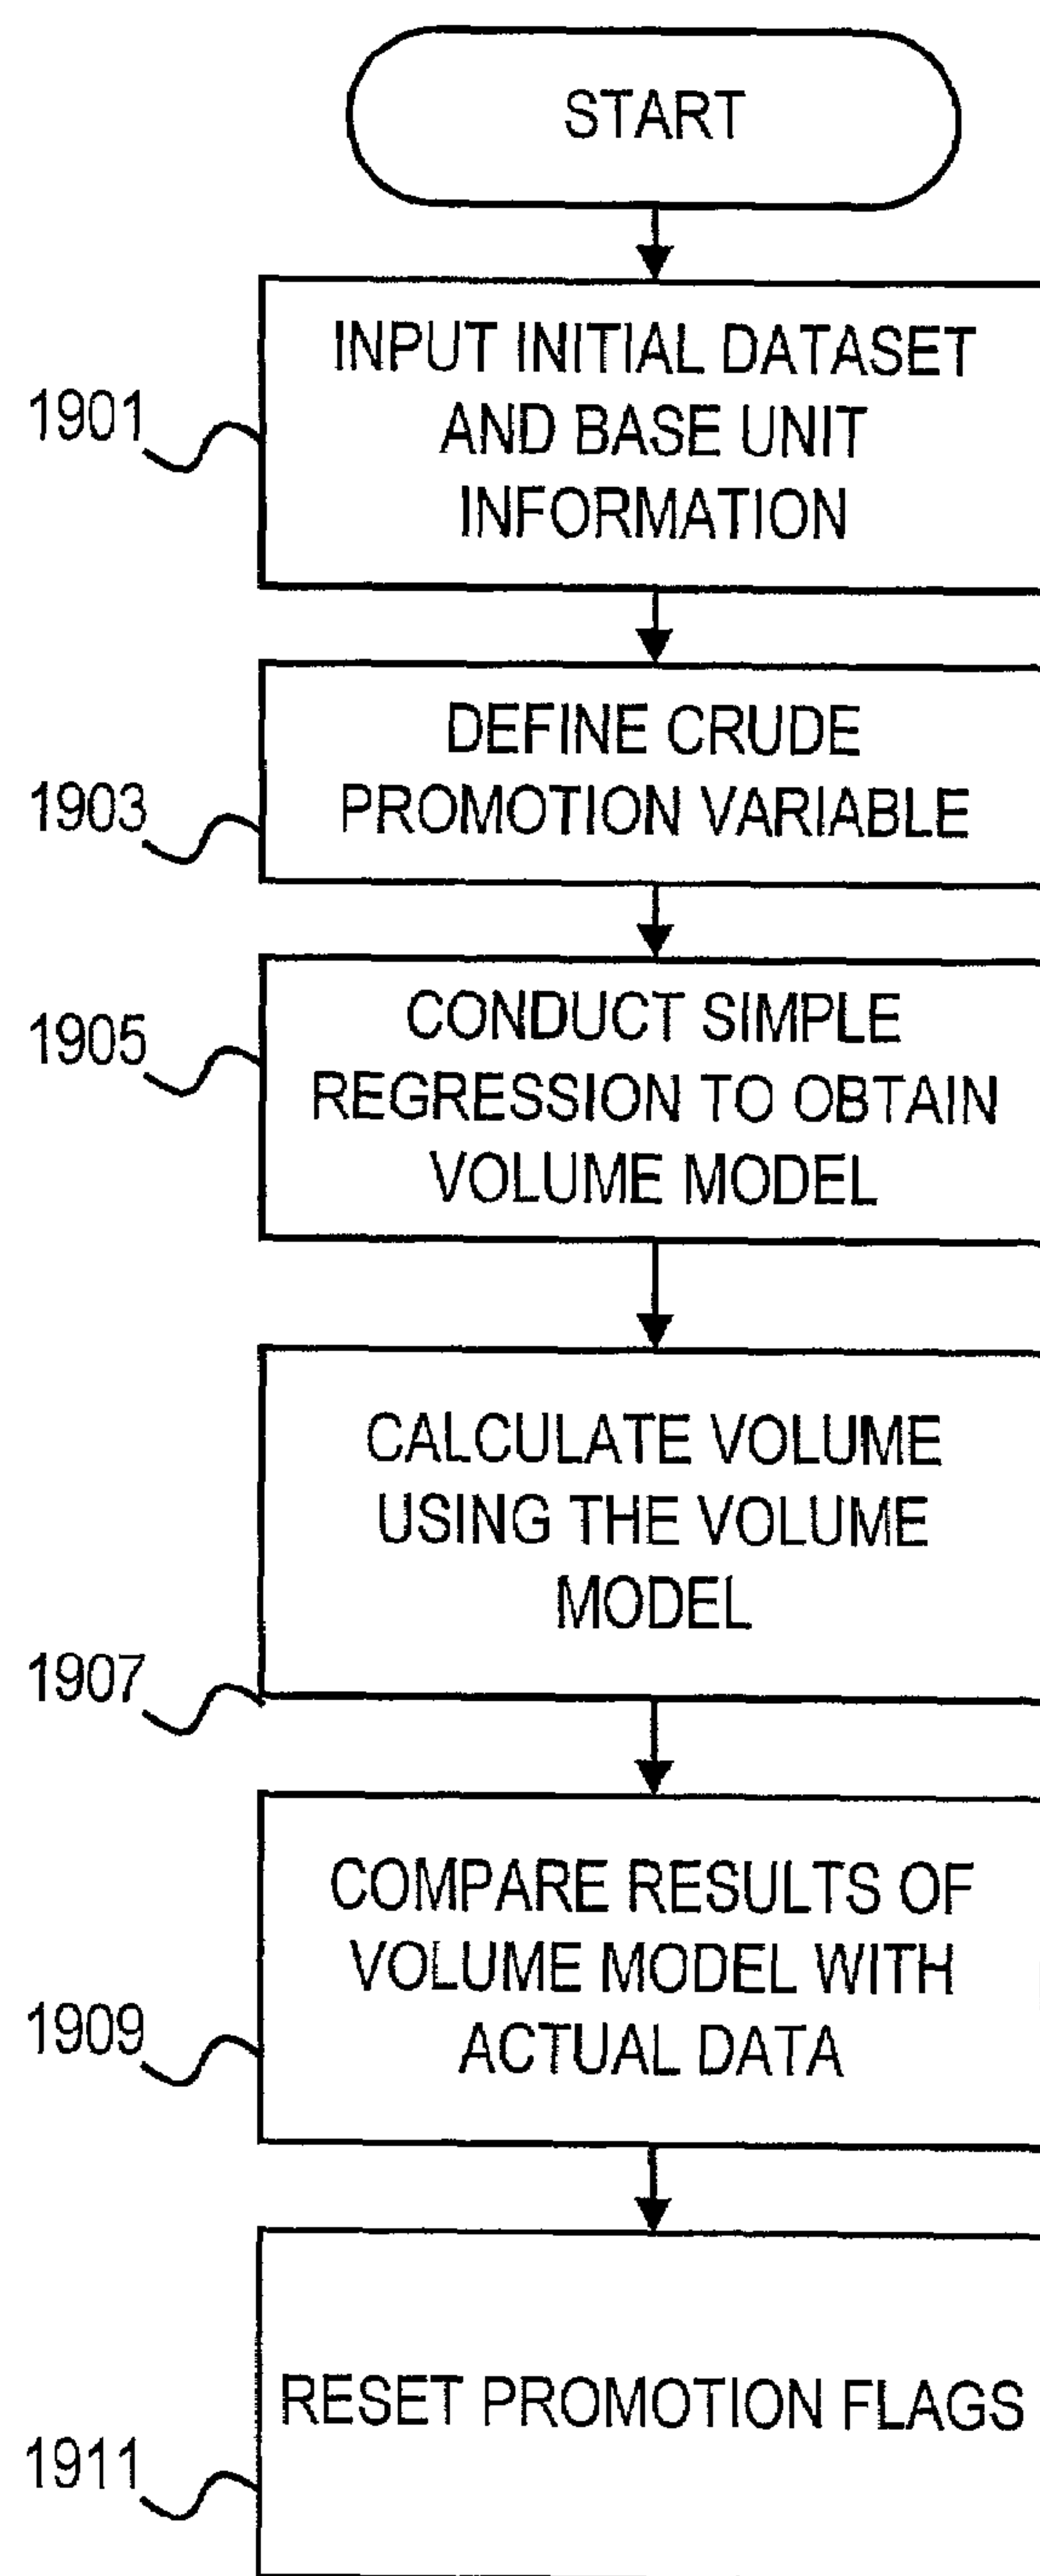 START
1901
INPUT INITIAL DATASET
AND BASE UNIT
INFORMATION
1903
DEFINE CRUDE
PROMOTION VARIABLE
1905
CONDUCT SIMPLE
REGRESSION TO OBTAIN
VOLUME MODEL
1907
CALCULATE VOLUME
USING THE VOLUME
MODEL
1909
COMPARE RESULTS OF
VOLUME MODEL WITH
ACTUAL DATA
1911
RESET PROMOTION FLAGS